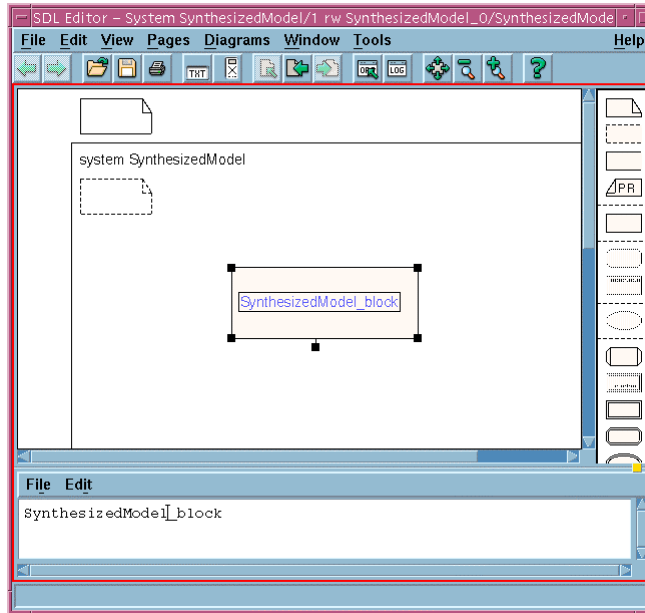 SDL Editor – System SynthesizedModel/1 rw SynthesizedModel_0/SynthesizedMode
File Edit View Pages Diagrams Window Tools Help
TXT LOG
PR
system SynthesizedModel
SynthesizedModel_block
File Edit
SynthesizedModel_block